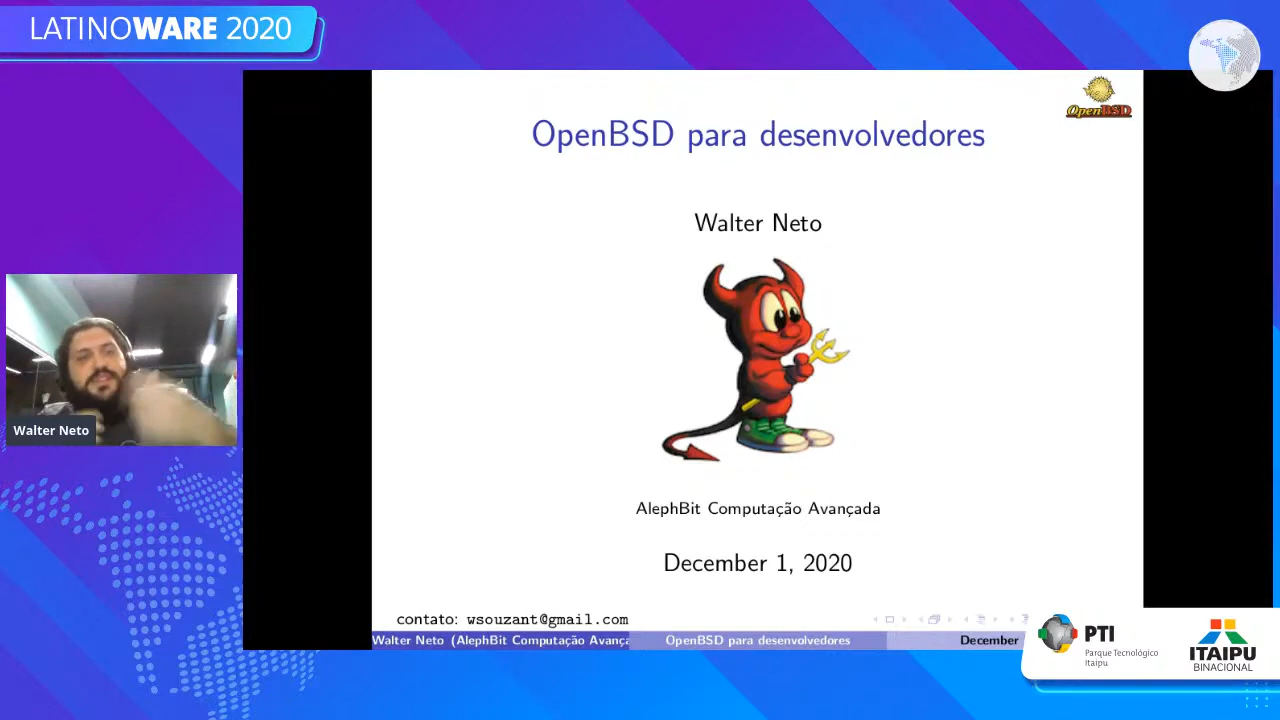 LATINOWARE 2020
OpenBSD
OpenBSD para desenvolvedores
Walter Neto
Walter Neto
AlephBit Computação Avançada
December 1, 2020
contato: wsouzant@gmail.com
Walter Neto (AlephBit Computação Avança
OpenBSD para desenvolvedores
December
PTI
Parque Tecnológico
Itaipu
ITAIPU
BINACIONAL